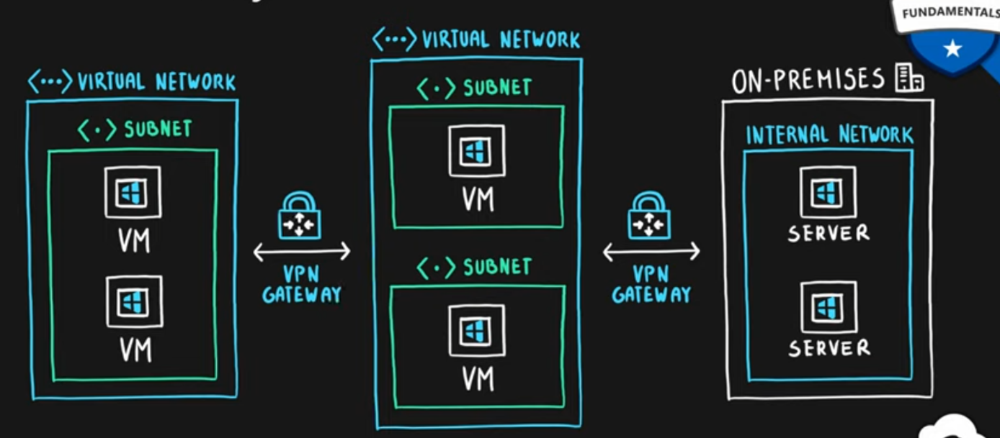 FUNDAMENTALS
<···> VIRTUAL NETWORK
<·> SUBNET
VM
VM
VPN
GATEWAY
<···> VIRTUAL NETWORK
<·> SUBNET
VM
<·> SUBNET
VM
VPN
GATEWAY
ON-PREMISES
INTERNAL NETWORK
SERVER
SERVER